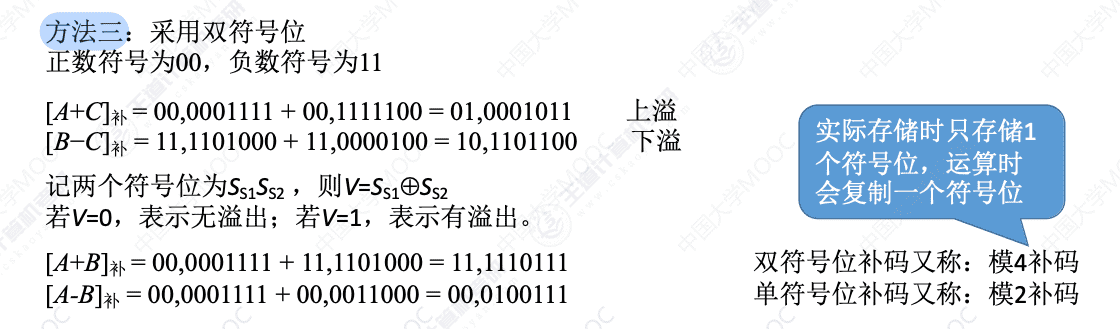 方法三：采用双符号位
正数符号为00，负数符号为11
[A+C]补 = 00,0001111 + 00,1111100 = 01,0001011 上溢
[B−C]补 = 11,1101000 + 11,0000100 = 10,1101100 下溢
实际存储时只存储1
个符号位，运算时
会复制一个符号位
记两个符号位为SS1SS2 ，则V=SS1⊕SS2
若V=0，表示无溢出；若V=1，表示有溢出。
[A+B]补 = 00,0001111 + 11,1101000 = 11,1110111
[A-B]补 = 00,0001111 + 00,0011000 = 00,0100111
双符号位补码又称：模4补码
单符号位补码又称：模2补码